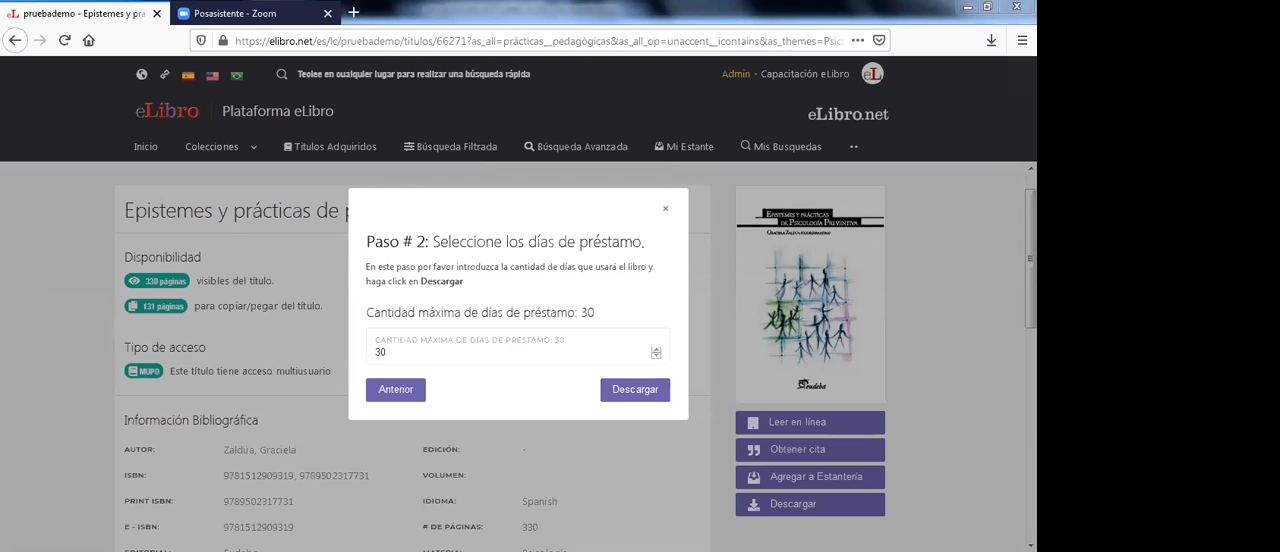 pruebademo - Epistemes y prá
Posasistente - Zoom
https://elibro.net/es/lc/pruebademo/titulos/66271?as_all=prácticas__pedagógicas&as_all_op=unaccent__icontains&as_themes=Psic
Teclee en cualquier lugar para realizar una búsqueda rápida
Admin - Capacitación eLibro
eL
eLibro
Plataforma eLibro
eLibro.net
Inicio
Colecciones
Títulos Adquiridos
Búsqueda Filtrada
Búsqueda Avanzada
Mi Estante
Mis Busquedas
Epistemes y prácticas de
Disponibilidad
330 páginas visibles del título.
131 páginas para copiar/pegar del título.
Tipo de acceso
MUPO Este título tiene acceso multiusuario
Información Bibliográfica
AUTOR: Zaldúa, Graciela
EDICIÓN: -
ISBN: 9781512909319, 9789502317731
VOLUMEN:
PRINT ISBN: 9789502317731
IDIOMA: Spanish
E - ISBN: 9781512909319
# DE PÁGINAS: 330
Eudeba
Psicología
×
Paso # 2: Seleccione los días de préstamo.
En este paso por favor introduzca la cantidad de días que usará el libro y
haga click en Descargar
Cantidad máxima de días de préstamo: 30
CANTIDAD MÁXIMA DE DÍAS DE PRÉSTAMO: 30
30
Anterior
Descargar
Epistemes y prácticas
de Psicología Preventiva
Eudeba
Leer en línea
Obtener cita
Agregar a Estantería
Descargar